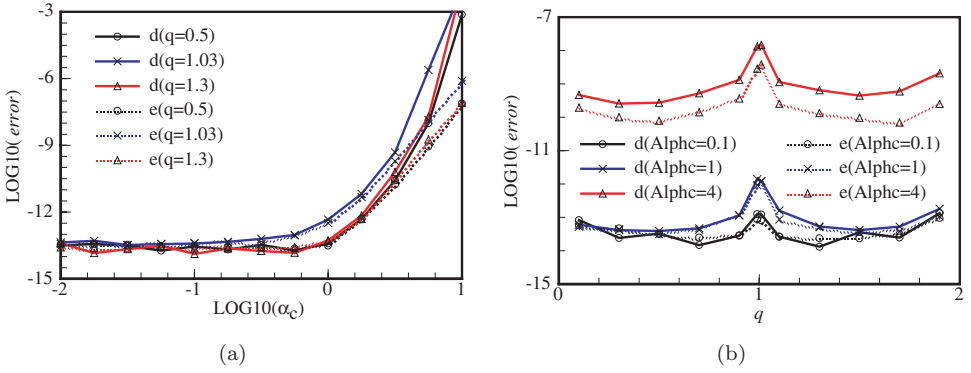 -3
-6
-9
-12
-15
LOG10(error)
d(q=0.5)
d(q=1.03)
d(q=1.3)
e(q=0.5)
e(q=1.03)
e(q=1.3)
-2
-1
0
1
LOG10(αc)
(a)
-7
-11
-15
LOG10(error)
d(Alphc=0.1)
d(Alphc=1)
d(Alphc=4)
e(Alphc=0.1)
e(Alphc=1)
e(Alphc=4)
0
1
2
q
(b)